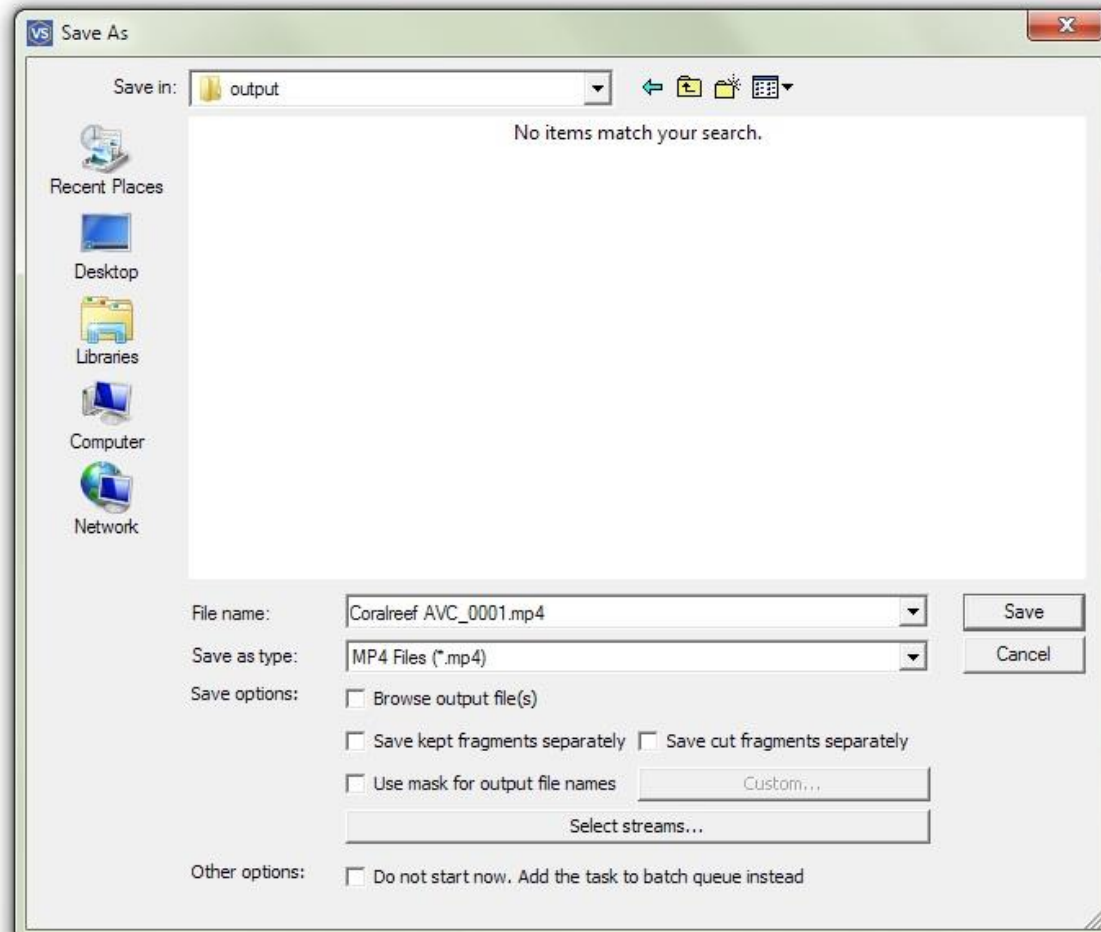 VS Save As
Save in: output
No items match your search.
Recent Places
Desktop
Libraries
Computer
Network
File name: Coralreef AVC_0001.mp4 Save
Save as type: MP4 Files (*.mp4) Cancel
Save options: Browse output file(s)
Save kept fragments separately Save cut fragments separately
Use mask for output file names Custom...
Select streams...
Other options: Do not start now. Add the task to batch queue instead